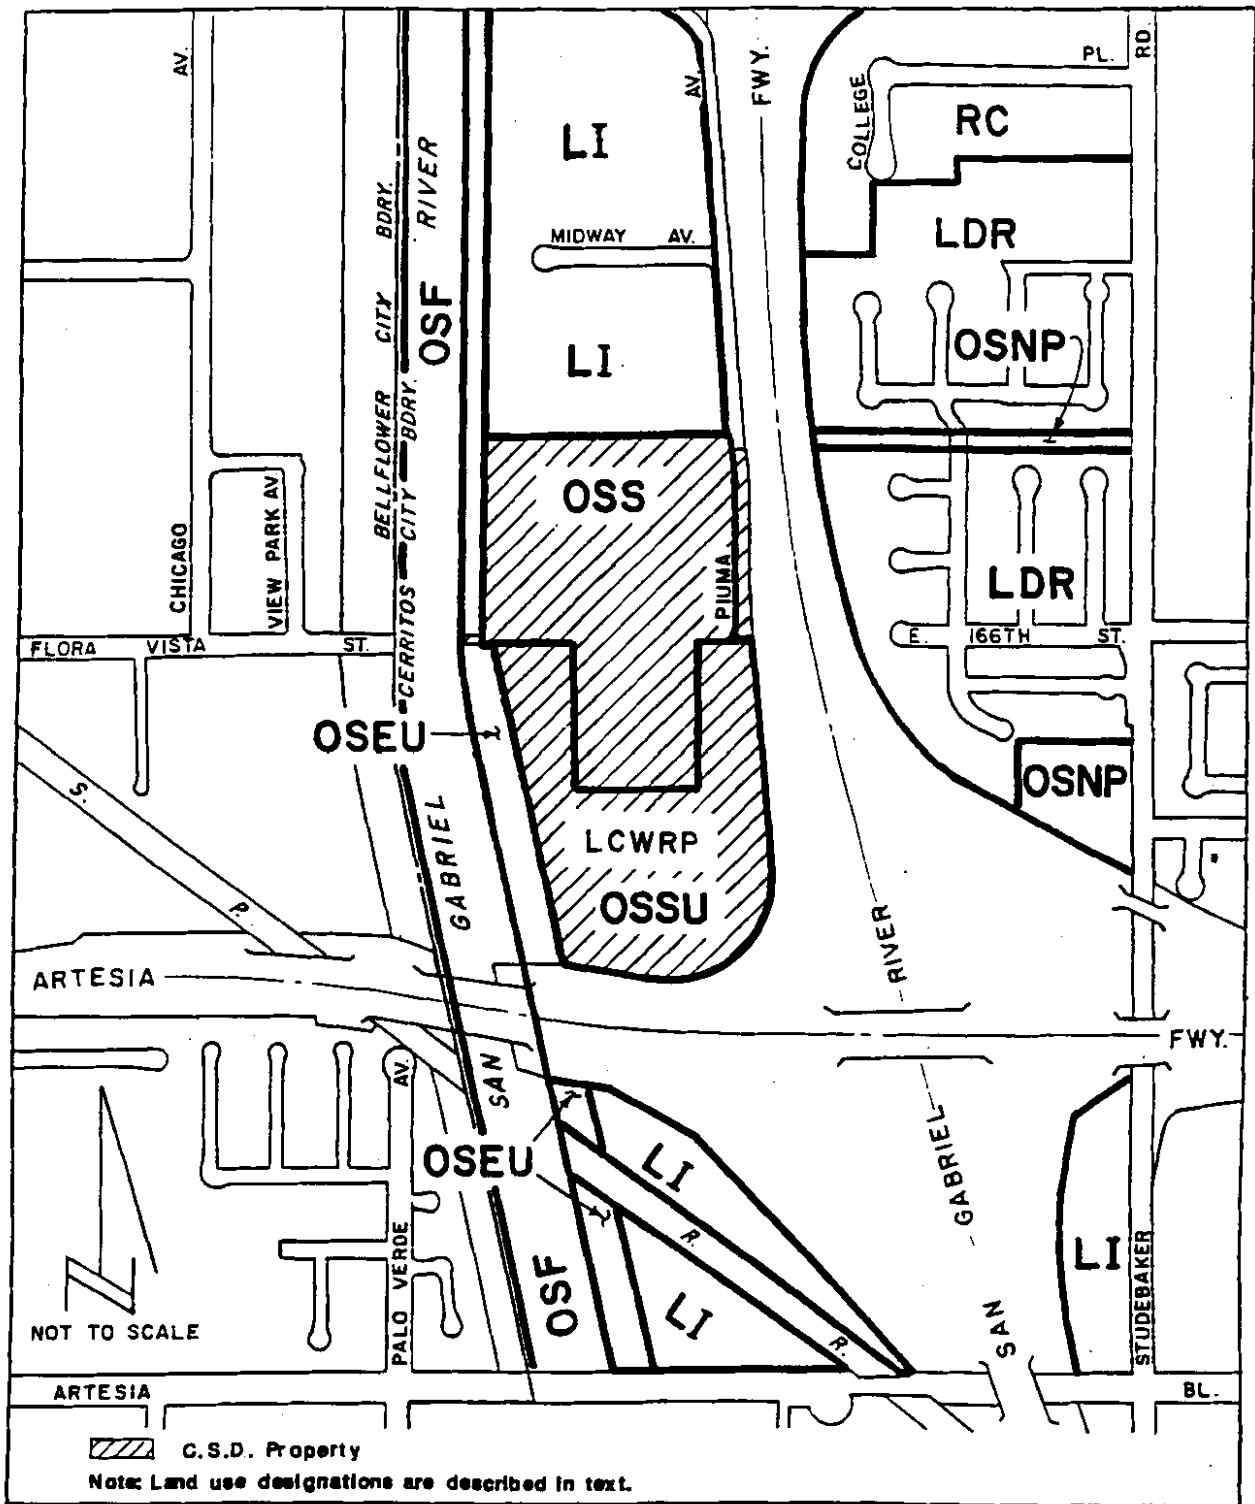 AV.
RIVER
AV.
FWY.
PL.
RD.
COLLEGE
LI
RC
BELLFLOWER CITY BDRY.
CERRITOS CITY BDRY.
OSF
MIDWAY AV.
LDR
LI
OSNP
OSS
CHICAGO
VIEW PARK AV.
PIUMA
LDR
FLORA VISTA ST.
E. 166TH ST.
OSEU
OSNP
S. P.
GABRIEL
LCWRP
OSSU
RIVER
ARTESIA
FWY.
SAN
AV.
OSEU
LI
R.
GABRIEL
PALO VERDE
OSF
LI
R.
SAN
LI
STUDEBAKER
NOT TO SCALE
ARTESIA
BL.
C.S.D. Property
Note: Land use designations are described in text.